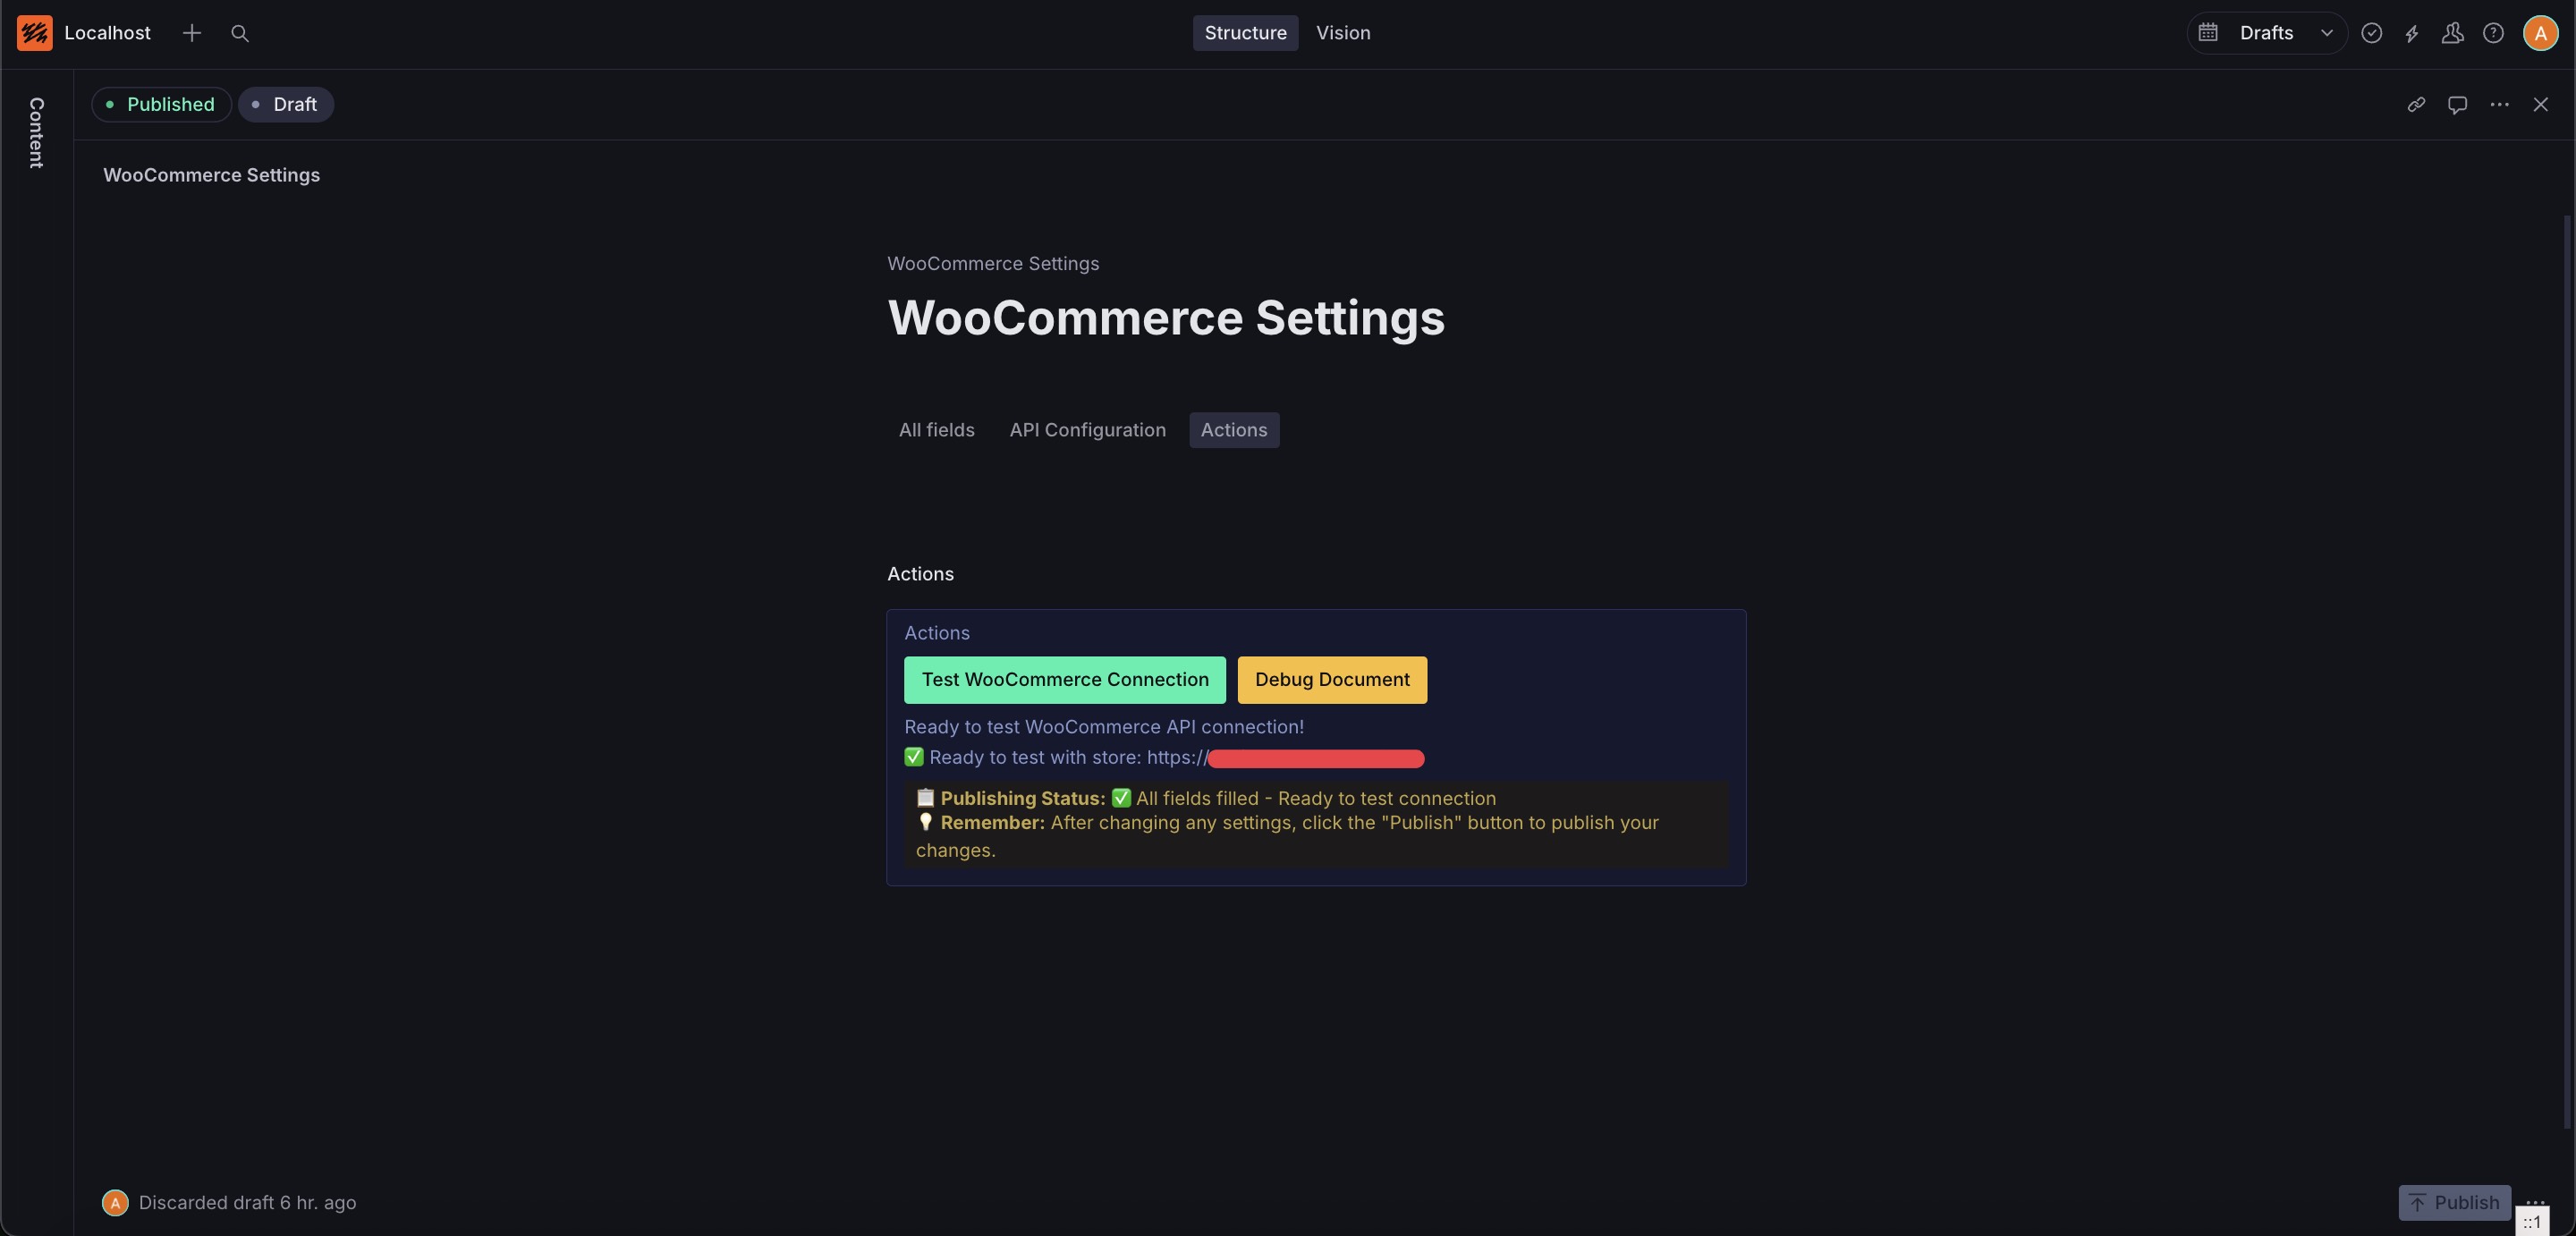 Localhost
Structure Vision
Drafts
A
Content
Published Draft
WooCommerce Settings
WooCommerce Settings
WooCommerce Settings
All fields API Configuration Actions
Actions
Actions
Test WooCommerce Connection Debug Document
Ready to test WooCommerce API connection!
✅ Ready to test with store: https://
📋 Publishing Status: ✅ All fields filled - Ready to test connection
💡 Remember: After changing any settings, click the "Publish" button to publish your
changes.
A Discarded draft 6 hr. ago
Publish
::1